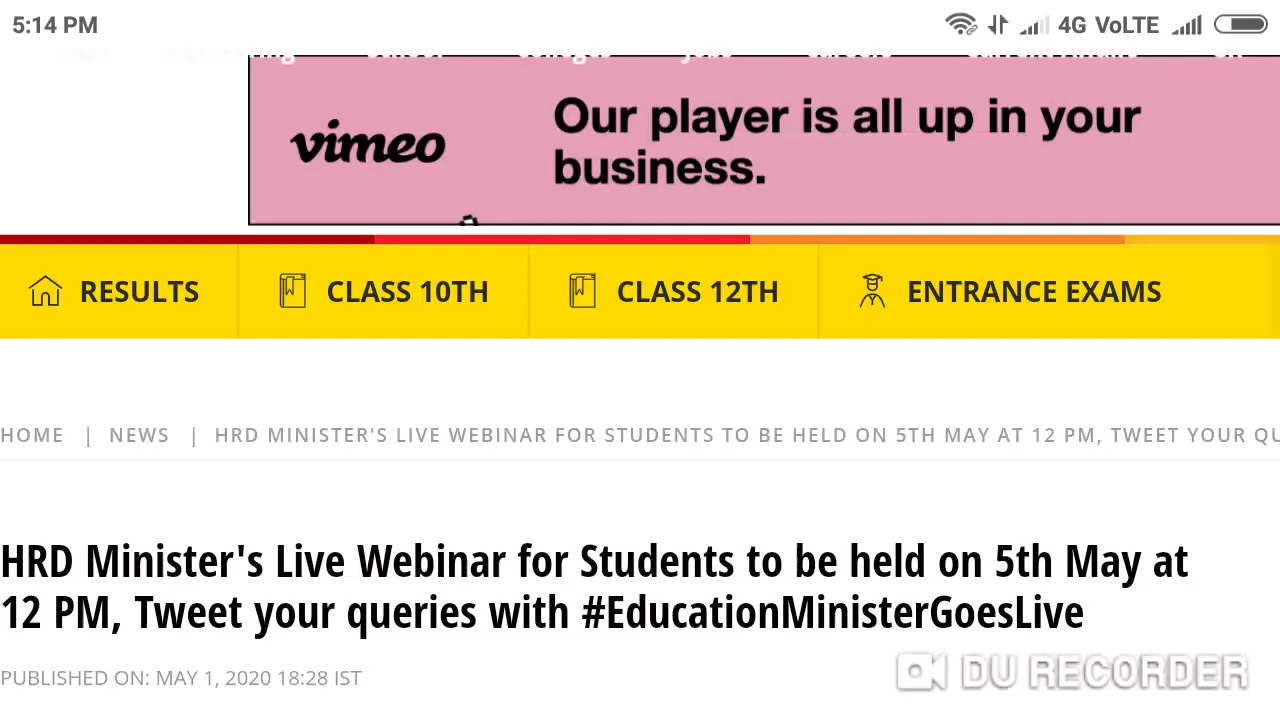 5:14 PM
4G VoLTE
vimeo
Our player is all up in your
business.
RESULTS
CLASS 10TH
CLASS 12TH
ENTRANCE EXAMS
HOME | NEWS | HRD MINISTER'S LIVE WEBINAR FOR STUDENTS TO BE HELD ON 5TH MAY AT 12 PM, TWEET YOUR QU
HRD Minister's Live Webinar for Students to be held on 5th May at
12 PM, Tweet your queries with #EducationMinisterGoesLive
PUBLISHED ON: MAY 1, 2020 18:28 IST
DU RECORDER